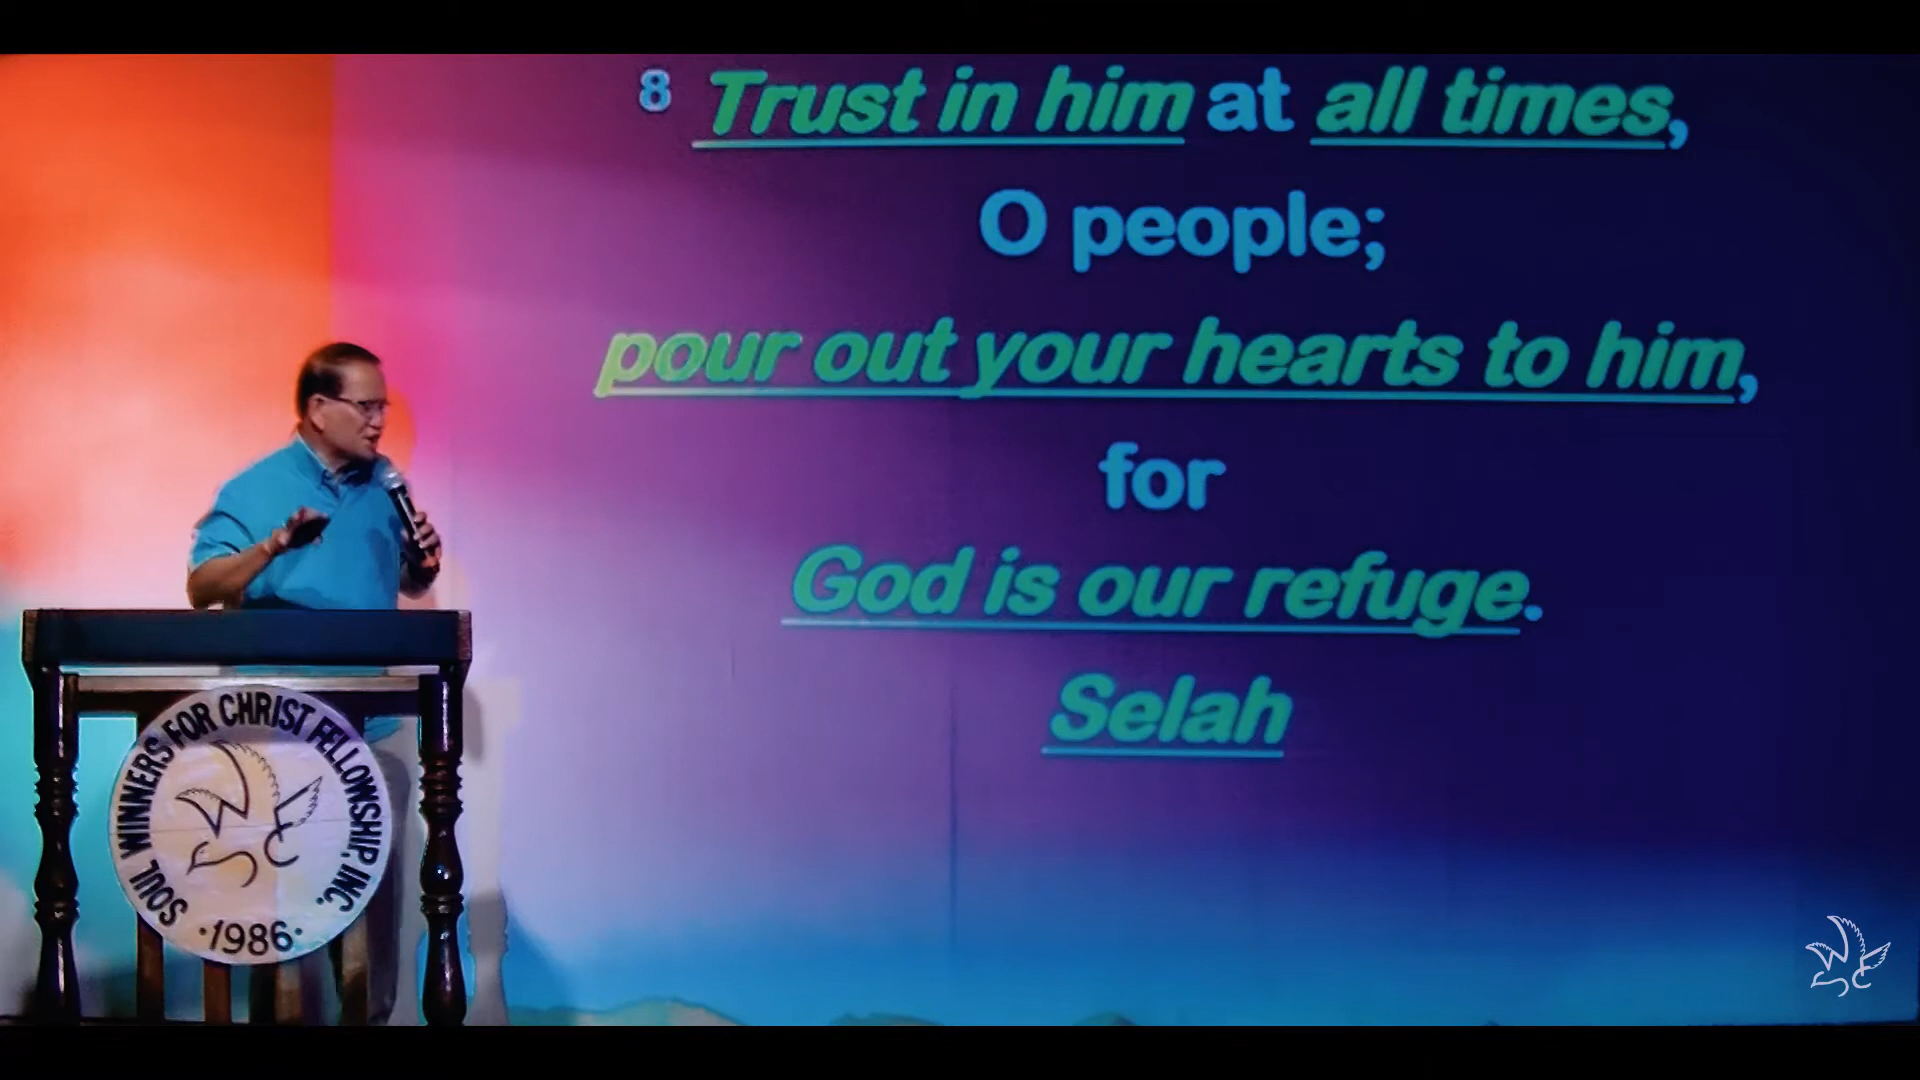 8 Trust in him at all times,
O people;
pour out your hearts to him,
for
God is our refuge.
Selah
SOUL WINNERS FOR CHRIST FELLOWSHIP, INC.
·1986·
SWFC